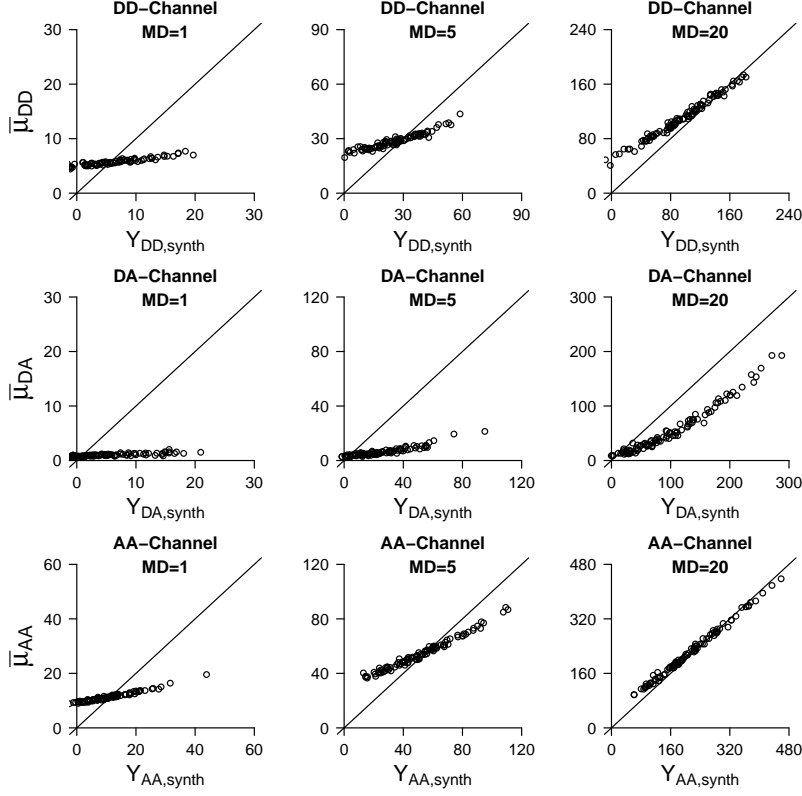 DD−Channel
MD=1
0 10 20 30
0 10 20 30
μ̅DD
YDD,synth
DD−Channel
MD=5
0 30 60 90
0 30 60 90
YDD,synth
DD−Channel
MD=20
0 80 160 240
0 80 160 240
YDD,synth
DA−Channel
MD=1
0 10 20 30
0 10 20 30
μ̅DA
YDA,synth
DA−Channel
MD=5
0 40 80 120
0 40 80 120
YDA,synth
DA−Channel
MD=20
0 100 200 300
0 100 200 300
YDA,synth
AA−Channel
MD=1
0 20 40 60
0 20 40 60
μ̅AA
YAA,synth
AA−Channel
MD=5
0 40 80 120
0 40 80 120
YAA,synth
AA−Channel
MD=20
0 160 320 480
0 160 320 480
YAA,synth